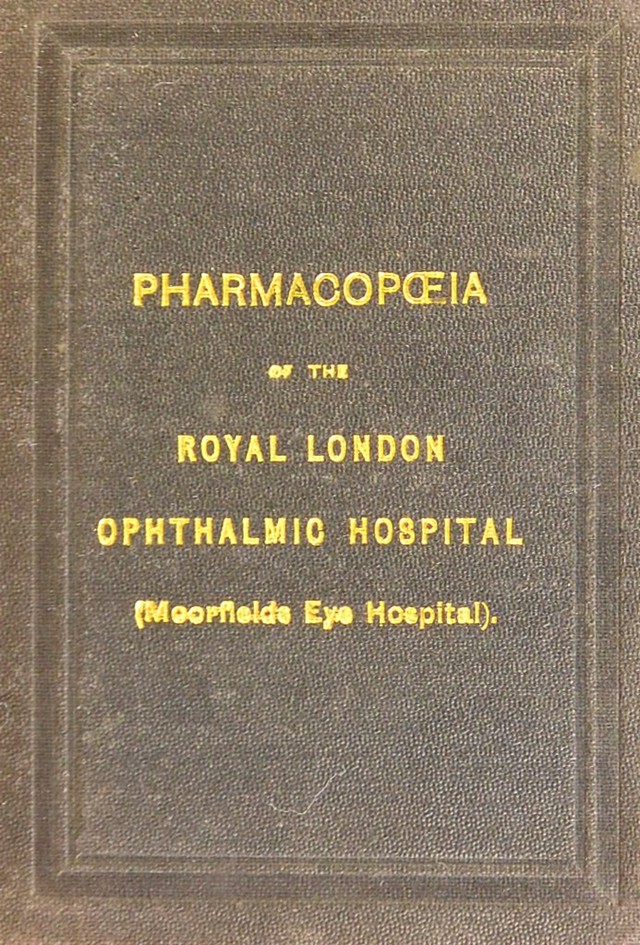 PHARMACOPŒIA
OF THE
ROYAL LONDON
OPHTHALMIC HOSPITAL
(Moorfields Eye Hospital).